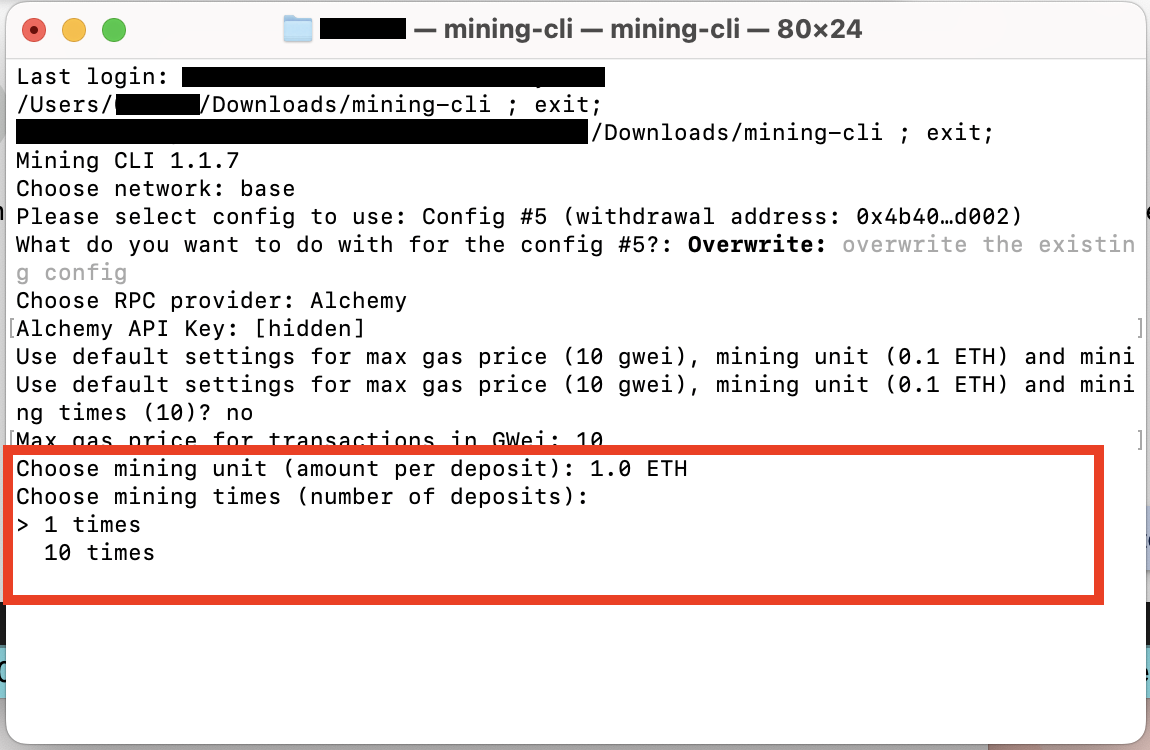 — mining-cli — mining-cli — 80×24
Last login:
/Users/ /Downloads/mining-cli ; exit;
/Downloads/mining-cli ; exit;
Mining CLI 1.1.7
Choose network: base
Please select config to use: Config #5 (withdrawal address: 0x4b40…d002)
What do you want to do with for the config #5?: Overwrite: overwrite the existin
g config
Choose RPC provider: Alchemy
[Alchemy API Key: [hidden] ]
Use default settings for max gas price (10 gwei), mining unit (0.1 ETH) and mini
Use default settings for max gas price (10 gwei), mining unit (0.1 ETH) and mini
ng times (10)? no
[Max gas price for transactions in GWei: 10 ]
Choose mining unit (amount per deposit): 1.0 ETH
Choose mining times (number of deposits):
> 1 times
10 times